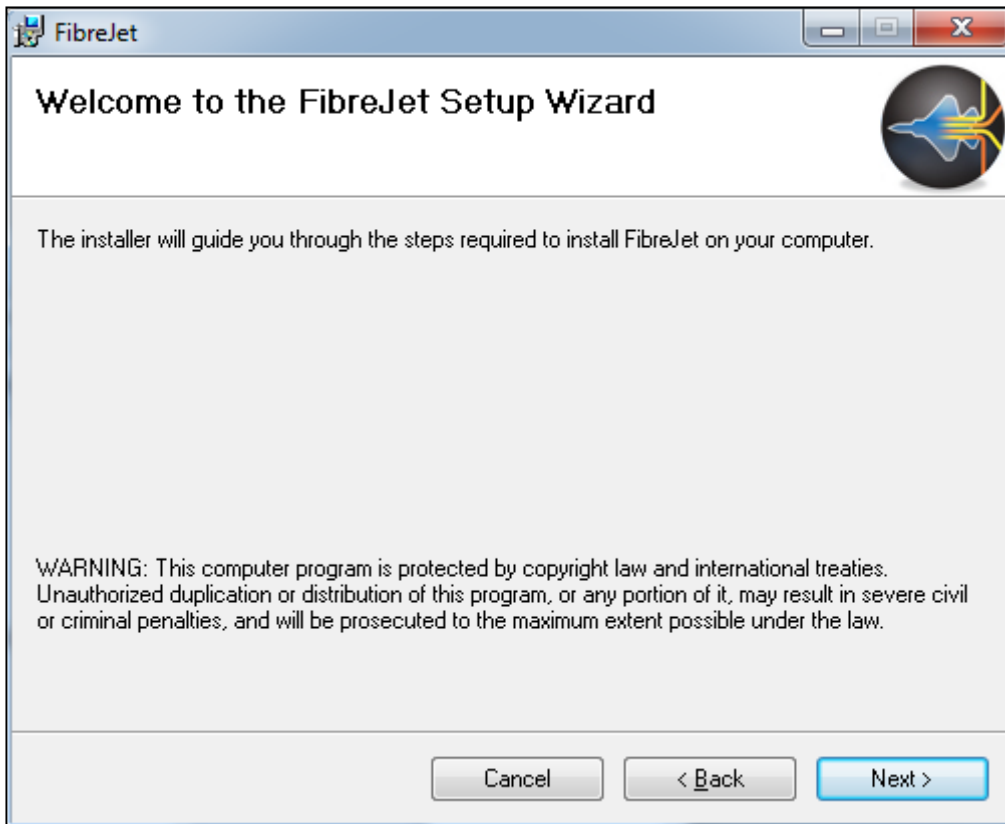 FibreJet
Welcome to the FibreJet Setup Wizard
The installer will guide you through the steps required to install FibreJet on your computer.
WARNING: This computer program is protected by copyright law and international treaties.
Unauthorized duplication or distribution of this program, or any portion of it, may result in severe civil
or criminal penalties, and will be prosecuted to the maximum extent possible under the law.
Cancel
< Back
Next >